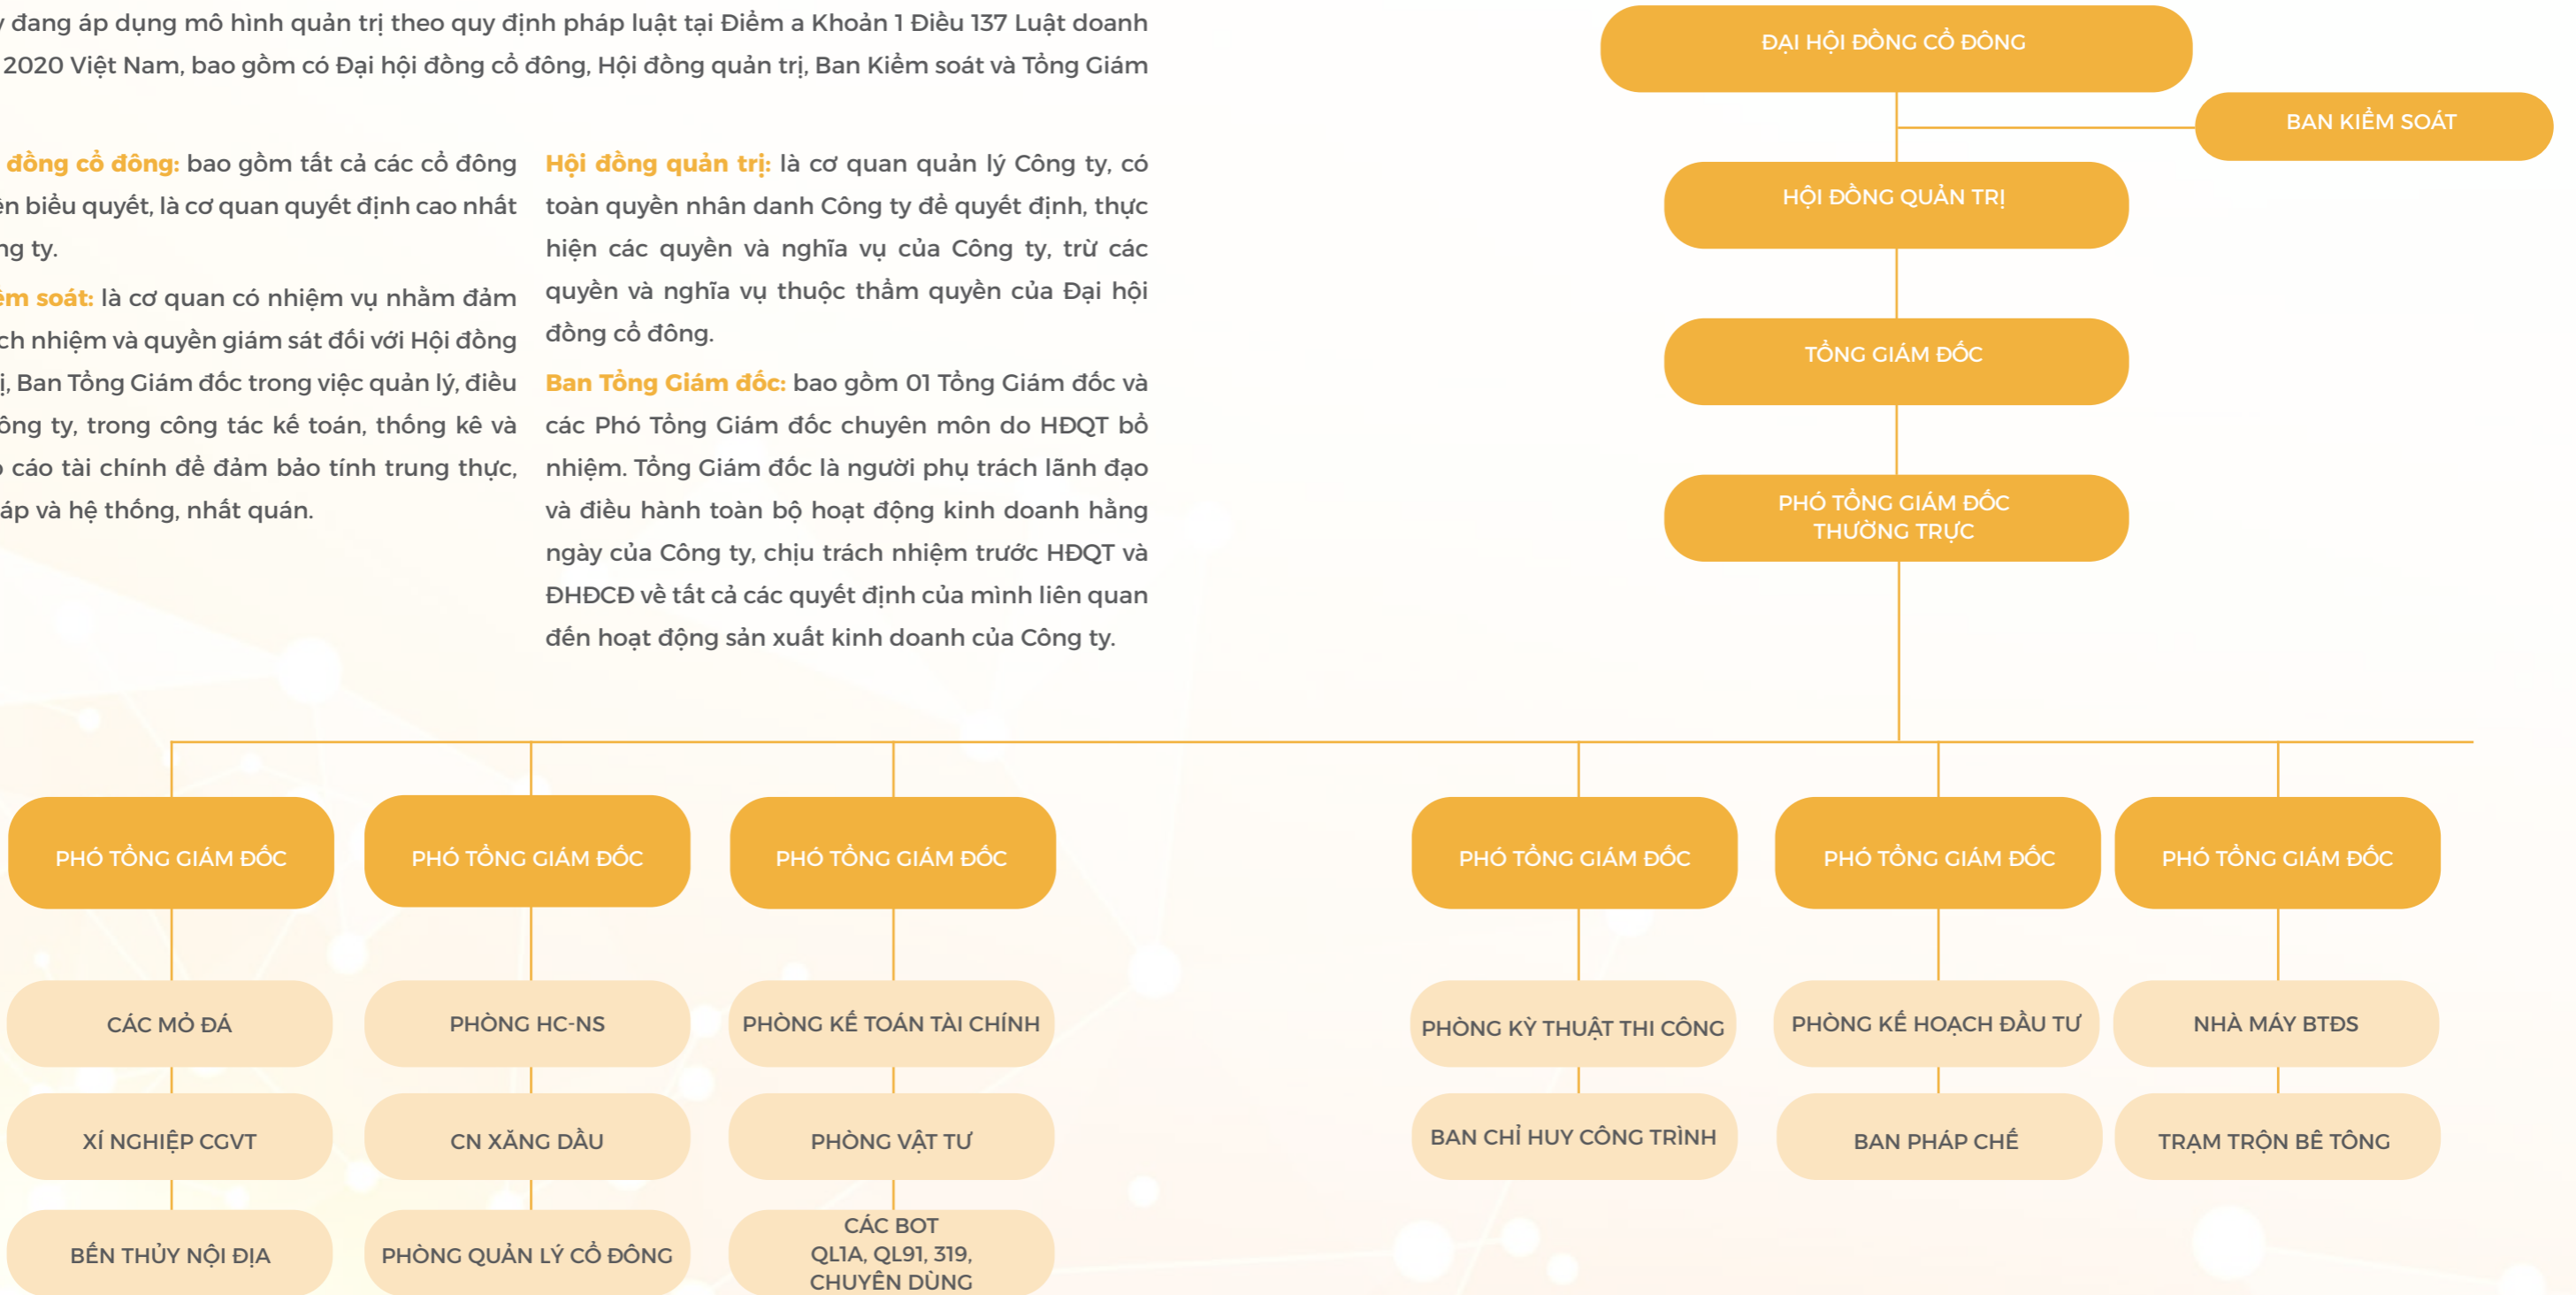 đang áp dụng mô hình quản trị theo quy định pháp luật tại Điểm a Khoản 1 Điều 137 Luật doanh
2020 Việt Nam, bao gồm có Đại hội đồng cổ đông, Hội đồng quản trị, Ban Kiểm soát và Tổng Giám
đồng cổ đông: bao gồm tất cả các cổ đông
biểu quyết, là cơ quan quyết định cao nhất
ty.
soát: là cơ quan có nhiệm vụ nhằm đảm
nhiệm và quyền giám sát đối với Hội đồng
Ban Tổng Giám đốc trong việc quản lý, điều
ty, trong công tác kế toán, thống kê và
cáo tài chính để đảm bảo tính trung thực,
và hệ thống, nhất quán.
Hội đồng quản trị: là cơ quan quản lý Công ty, có
toàn quyền nhân danh Công ty để quyết định, thực
hiện các quyền và nghĩa vụ của Công ty, trừ các
quyền và nghĩa vụ thuộc thẩm quyền của Đại hội
đồng cổ đông.
Ban Tổng Giám đốc: bao gồm 01 Tổng Giám đốc và
các Phó Tổng Giám đốc chuyên môn do HĐQT bổ
nhiệm. Tổng Giám đốc là người phụ trách lãnh đạo
và điều hành toàn bộ hoạt động kinh doanh hằng
ngày của Công ty, chịu trách nhiệm trước HĐQT và
ĐHĐCĐ về tất cả các quyết định của mình liên quan
đến hoạt động sản xuất kinh doanh của Công ty.
ĐẠI HỘI ĐỒNG CỔ ĐÔNG
BAN KIỂM SOÁT
HỘI ĐỒNG QUẢN TRỊ
TỔNG GIÁM ĐỐC
PHÓ TỔNG GIÁM ĐỐC
THƯỜNG TRỰC
PHÓ TỔNG GIÁM ĐỐC
PHÓ TỔNG GIÁM ĐỐC
PHÓ TỔNG GIÁM ĐỐC
PHÓ TỔNG GIÁM ĐỐC
PHÓ TỔNG GIÁM ĐỐC
PHÓ TỔNG GIÁM ĐỐC
CÁC MỎ ĐÁ
PHÒNG HC-NS
PHÒNG KẾ TOÁN TÀI CHÍNH
PHÒNG KỲ THUẬT THI CÔNG
PHÒNG KẾ HOẠCH ĐẦU TƯ
NHÀ MÁY BTĐS
XÍ NGHIỆP CGVT
CN XĂNG DẦU
PHÒNG VẬT TƯ
BAN CHỈ HUY CÔNG TRÌNH
BAN PHÁP CHẾ
TRẠM TRỘN BÊ TÔNG
BẾN THỦY NỘI ĐỊA
PHÒNG QUẢN LÝ CỔ ĐÔNG
CÁC BOT
QL1A, QL91, 319,
CHUYÊN DÙNG